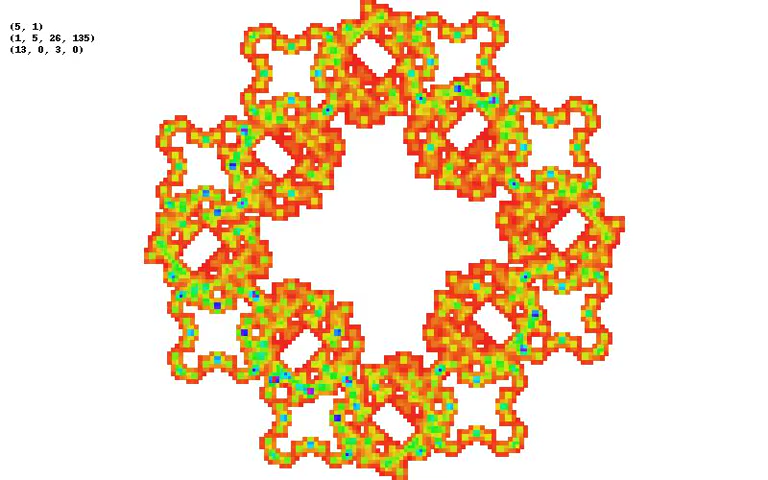 (5, 1)
(1, 5, 26, 135)
(13, 0, 3, 0)